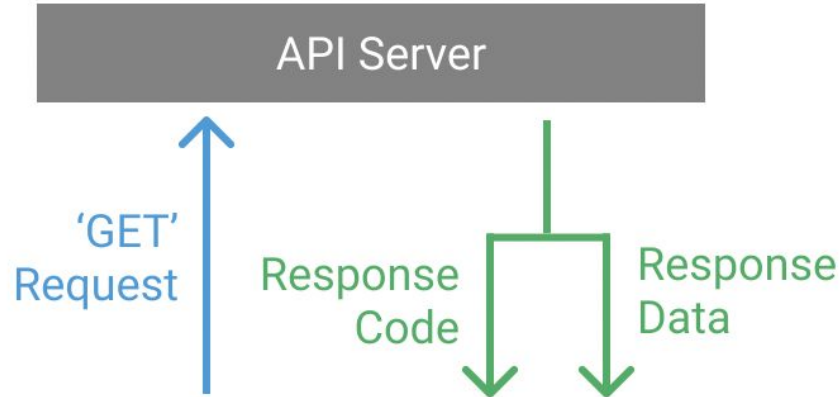 API Server
‘GET’
Request
Response
Code
Response
Data